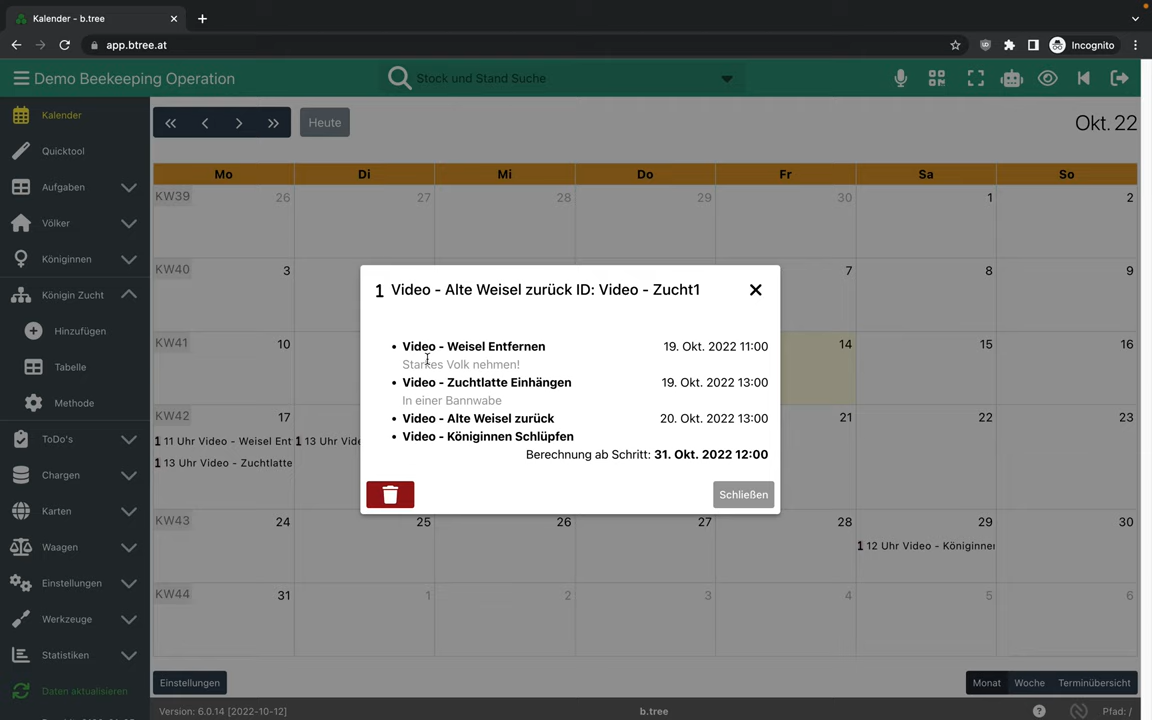 Kalender - b.tree
app.btree.at
Incognito
Demo Beekeeping Operation
Stock und Stand Suche
Kalender
Quicktool
Aufgaben
Völker
Königinnen
Königin Zucht
Hinzufügen
Tabelle
Methode
ToDo's
Chargen
Karten
Waagen
Einstellungen
Werkzeuge
Statistiken
Daten aktualisieren
Heute
Okt. 22
Mo Di Mi Do Fr Sa So
KW39 26 27 28 29 30 1 2
KW40 3 7 8 9
KW41 10 14 15 16
KW42 17 21 22 23
1 11 Uhr Video - Weisel Ent 1 13 Uhr Vide
1 13 Uhr Video - Zuchtlatte
KW43 24 25 26 27 28 29 30
1 12 Uhr Video - Königinner
KW44 31 1 2 3 4 5 6
1 Video - Alte Weisel zurück ID: Video - Zucht1
• Video - Weisel Entfernen 19. Okt. 2022 11:00
Starkes Volk nehmen!
• Video - Zuchtlatte Einhängen 19. Okt. 2022 13:00
In einer Bannwabe
• Video - Alte Weisel zurück 20. Okt. 2022 13:00
• Video - Königinnen Schlüpfen
Berechnung ab Schritt: 31. Okt. 2022 12:00
Schließen
Einstellungen
Monat Woche Terminübersicht
Version: 6.0.14 [2022-10-12]
b.tree
Pfad: /